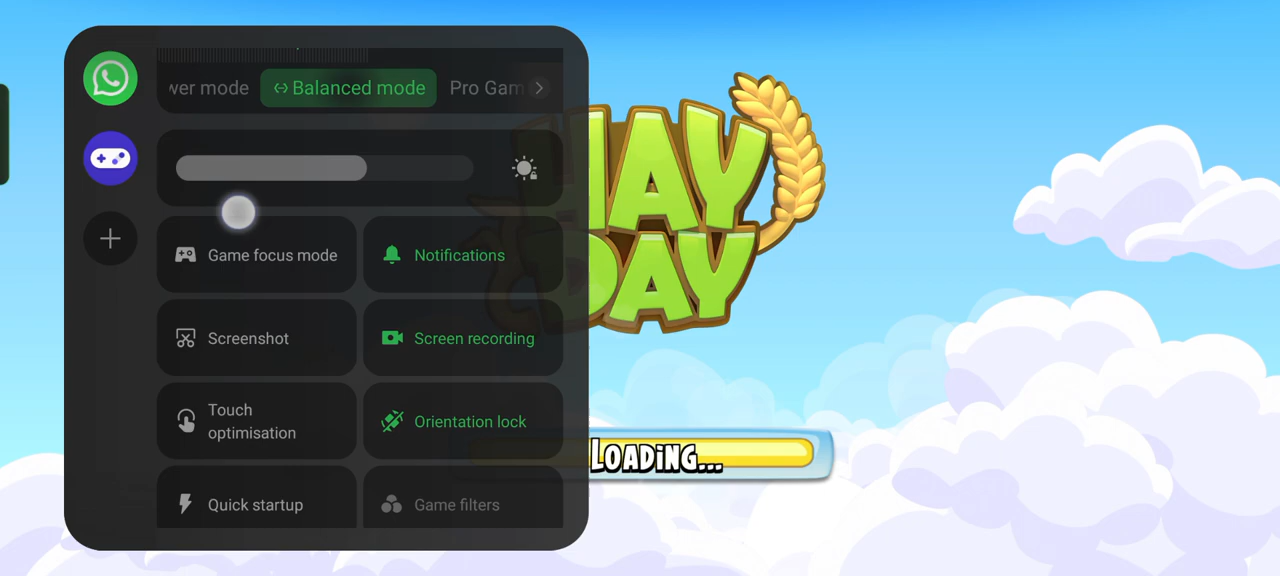 wer mode Balanced mode Pro Gam
Game focus mode Notifications
Screenshot Screen recording
Touch
optimisation
Orientation lock
Quick startup Game filters
HAY
DAY
LOADING...